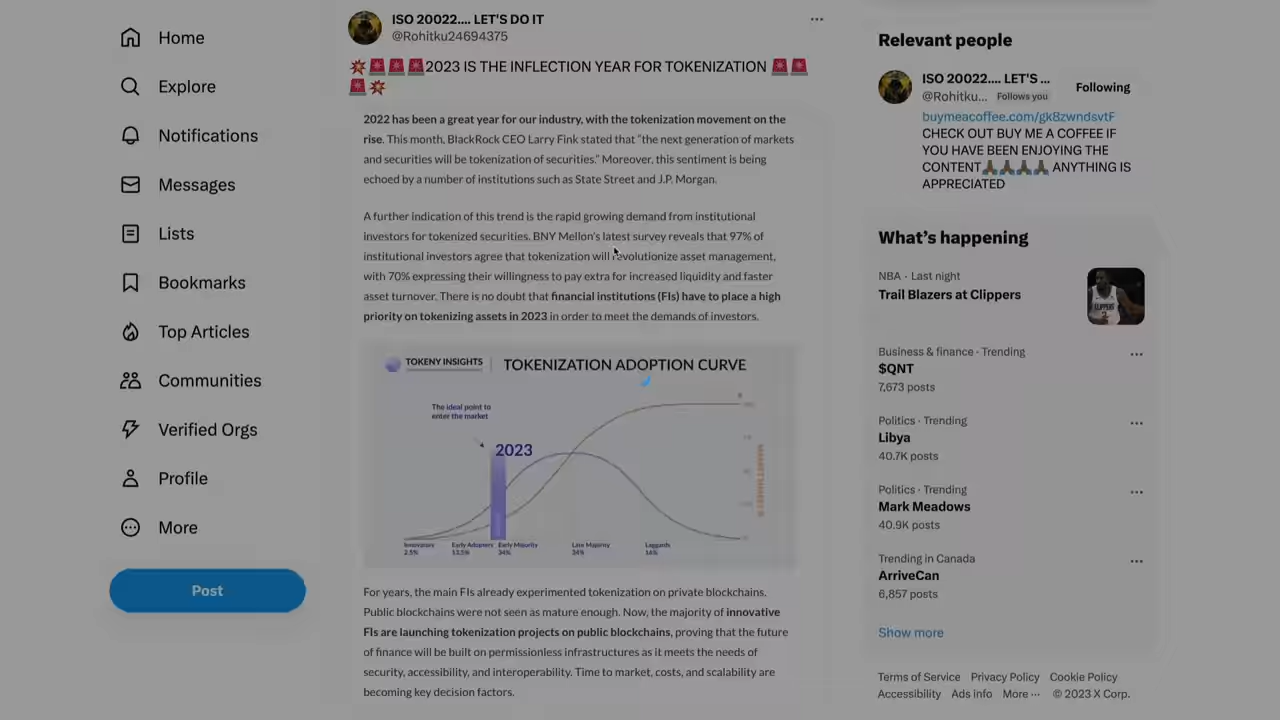 Home
Explore
Notifications
Messages
Lists
Bookmarks
Top Articles
Communities
Verified Orgs
Profile
More
Post
ISO 20022.... LET'S DO IT
@Rohitku24694375
💥🚨🚨🚨2023 IS THE INFLECTION YEAR FOR TOKENIZATION 🚨🚨
🚨💥
2022 has been a great year for our industry, with the tokenization movement on the
rise. This month, BlackRock CEO Larry Fink stated that “the next generation of markets
and securities will be tokenization of securities.” Moreover, this sentiment is being
echoed by a number of institutions such as State Street and J.P. Morgan.
A further indication of this trend is the rapid growing demand from institutional
investors for tokenized securities. BNY Mellon's latest survey reveals that 97% of
institutional investors agree that tokenization will revolutionize asset management,
with 70% expressing their willingness to pay extra for increased liquidity and faster
asset turnover. There is no doubt that financial institutions (FIs) have to place a high
priority on tokenizing assets in 2023 in order to meet the demands of investors.
TOKENY INSIGHTS | TOKENIZATION ADOPTION CURVE
The ideal point to
enter the market
2023
Innovators Early Adopters Early Majority Late Majority Laggards
2.5% 13.5% 34% 34% 16%
For years, the main FIs already experimented tokenization on private blockchains.
Public blockchains were not seen as mature enough. Now, the majority of innovative
FIs are launching tokenization projects on public blockchains, proving that the future
of finance will be built on permissionless infrastructures as it meets the needs of
security, accessibility, and interoperability. Time to market, costs, and scalability are
becoming key decision factors.
Relevant people
ISO 20022.... LET'S ...
@Rohitku... Follows you
Following
buymeacoffee.com/gk8zwndsvtF
CHECK OUT BUY ME A COFFEE IF
YOU HAVE BEEN ENJOYING THE
CONTENT🙏🏾🙏🏾🙏🏾🙏🏾 ANYTHING IS
APPRECIATED
What’s happening
NBA · Last night
Trail Blazers at Clippers
Business & finance · Trending
$QNT
7,673 posts
Politics · Trending
Libya
40.7K posts
Politics · Trending
Mark Meadows
40.9K posts
Trending in Canada
ArriveCan
6,857 posts
Show more
Terms of Service Privacy Policy Cookie Policy
Accessibility Ads info More ··· © 2023 X Corp.